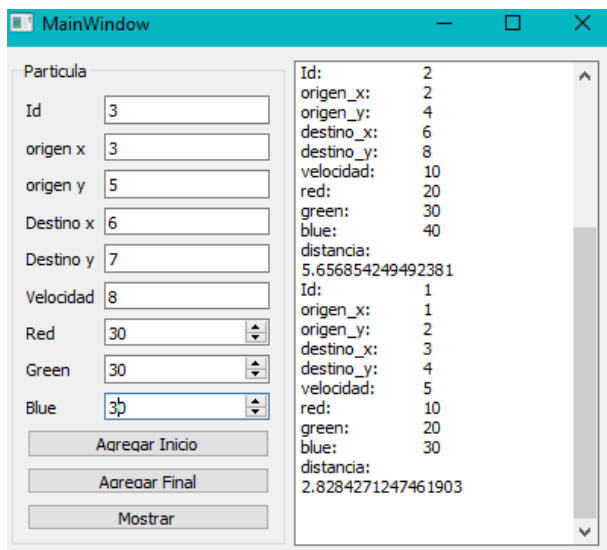 MainWindow
Particula
Id 3
origen x 3
origen y 5
Destino x 6
Destino y 7
Velocidad 8
Red 30
Green 30
Blue 30
Agregar Inicio
Agregar Final
Mostrar
Id: 2
origen_x: 2
origen_y: 4
destino_x: 6
destino_y: 8
velocidad: 10
red: 20
green: 30
blue: 40
distancia:
5.656854249492381
Id: 1
origen_x: 1
origen_y: 2
destino_x: 3
destino_y: 4
velocidad: 5
red: 10
green: 20
blue: 30
distancia:
2.8284271247461903